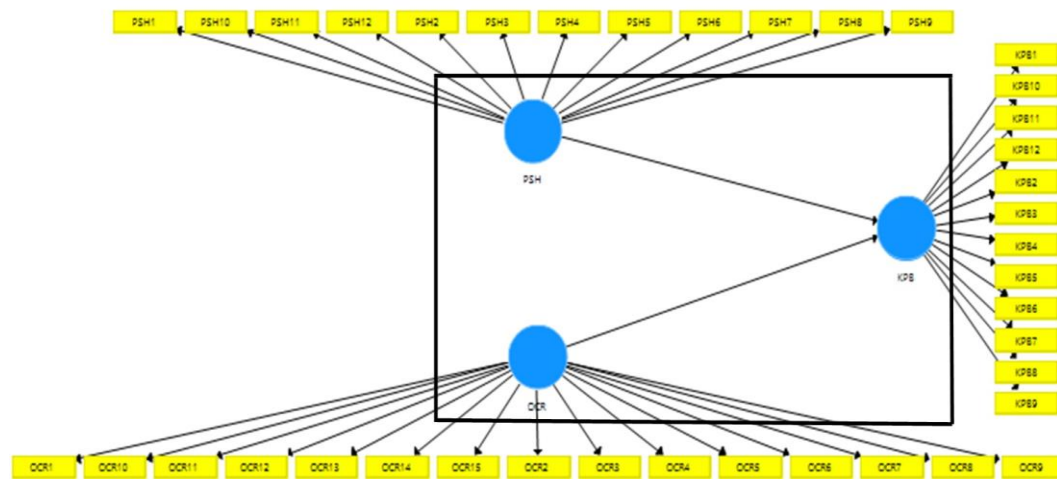 PSH1 PSH10 PSH11 PSH12 PSH2 PSH3 PSH4 PSH5 PSH6 PSH7 PSH8 PSH9
KPB1
KPB10
KPB11
KPB12
PSH
KPB2
KPB3
KPB4
KPB
KPB5
KPB6
KPB7
KPB8
OCR
KPB9
OCR1 OCR10 OCR11 OCR12 OCR13 OCR14 OCR15 OCR2 OCR3 OCR4 OCR5 OCR6 OCR7 OCR8 OCR9